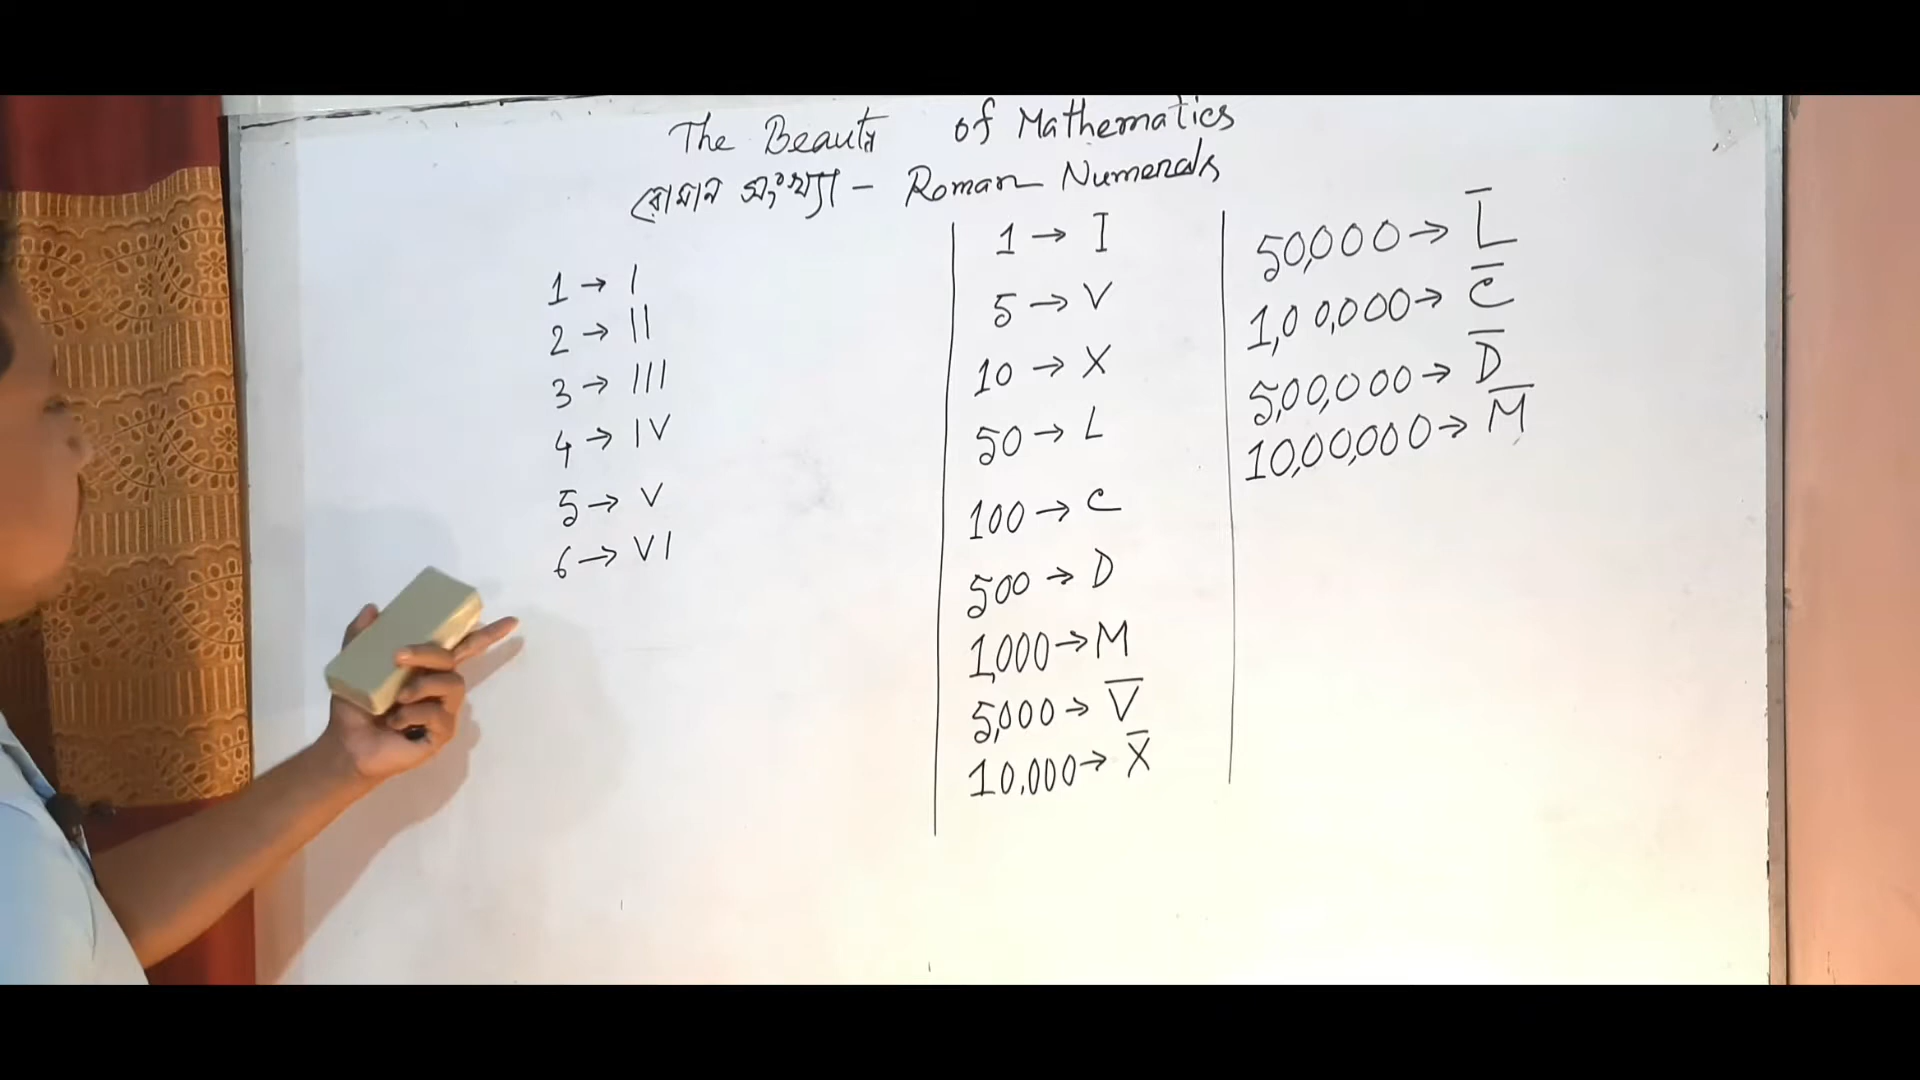 The Beauty of Mathematics
রোমান সংখ্যা - Roman Numerals
1 → I
2 → II
3 → III
4 → IV
5 → V
6 → VI
1 → I
5 → V
10 → X
50 → L
100 → C
500 → D
1,000 → M
5,000 → V̅
10,000 → X̅
50,000 → L̅
1,00,000 → C̅
5,00,000 → D̅
10,00,000 → M̅